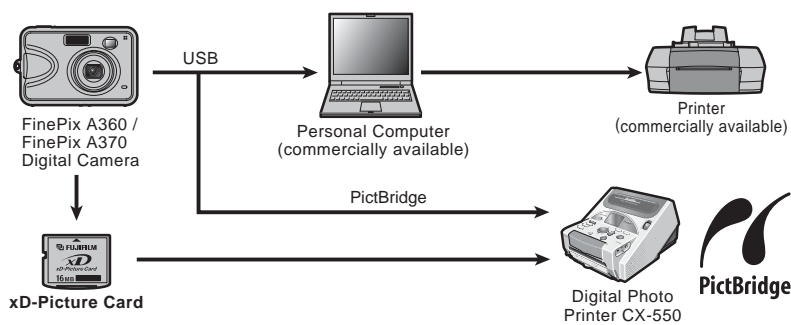 USB
FinePix A360 /
FinePix A370
Digital Camera
Personal Computer
(commercially available)
Printer
(commercially available)
PictBridge
FUJIFILM
xD
xD-Picture Card
16MB
xD-Picture Card
Digital Photo
Printer CX-550
PictBridge